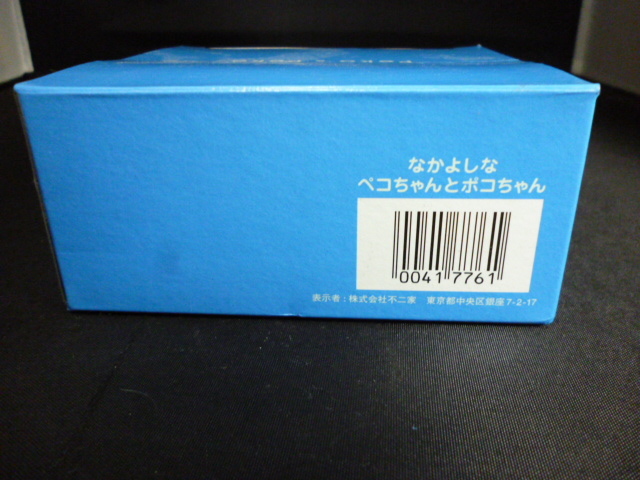 なかよしな
ペコちゃんとポコちゃん
0041 7761
表示者:株式会社不二家 東京都中央区銀座7-2-17